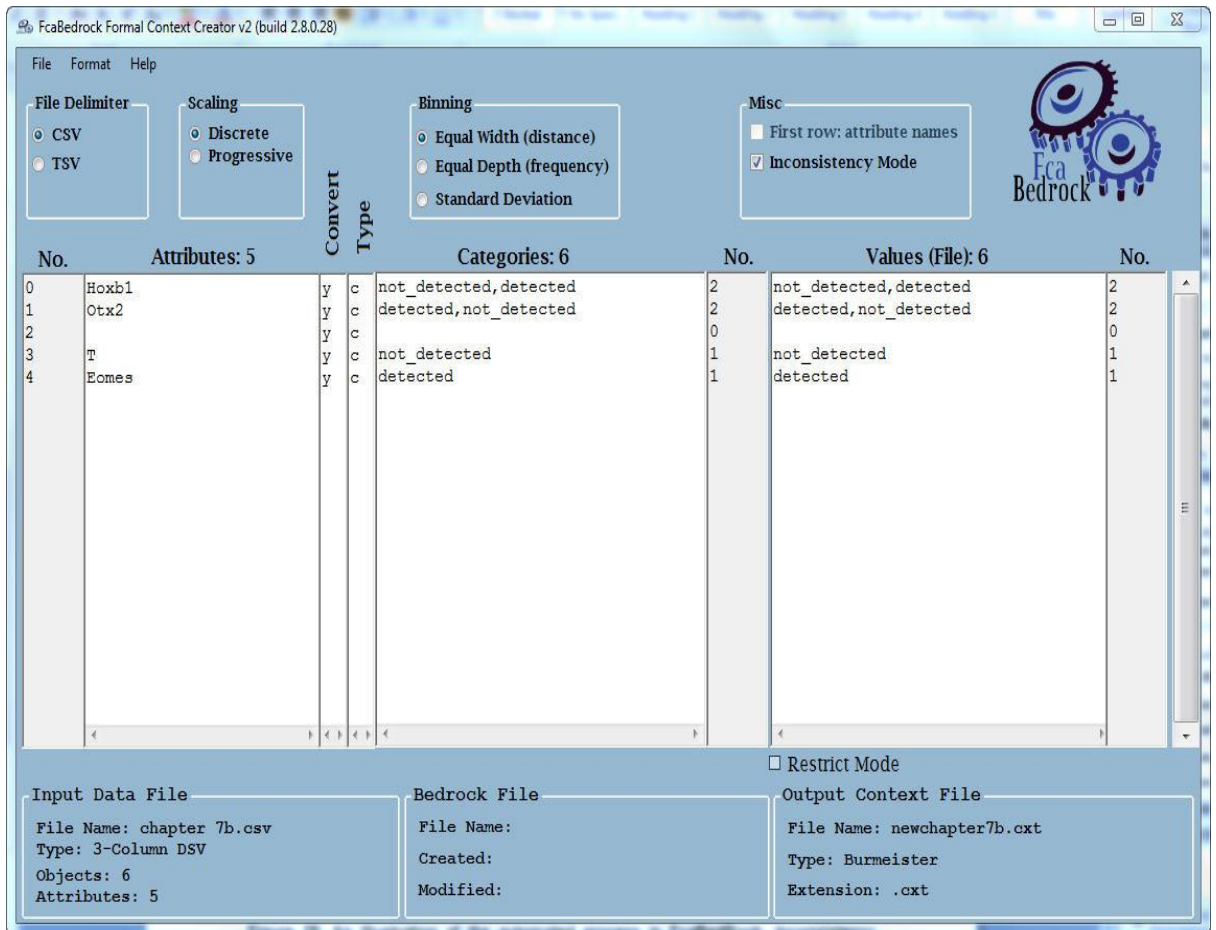 FcaBedrock Formal Context Creator v2 (build 2.8.0.28)
File Format Help
File Delimiter
CSV
TSV
Scaling
Discrete
Progressive
Convert
Type
Binning
Equal Width (distance)
Equal Depth (frequency)
Standard Deviation
Misc
First row: attribute names
Inconsistency Mode
Fca
Bedrock
No. Attributes: 5 Categories: 6 No. Values (File): 6 No.
0 Hoxb1 y c not_detected,detected 2 not_detected,detected 2
1 Otx2 y c detected,not_detected 2 detected,not_detected 2
2 y c 0 0
3 T y c not_detected 1 not_detected 1
4 Eomes y c detected 1 detected 1
Restrict Mode
Input Data File
File Name: chapter 7b.csv
Type: 3-Column DSV
Objects: 6
Attributes: 5
Bedrock File
File Name:
Created:
Modified:
Output Context File
File Name: newchapter7b.cxt
Type: Burmeister
Extension: .cxt